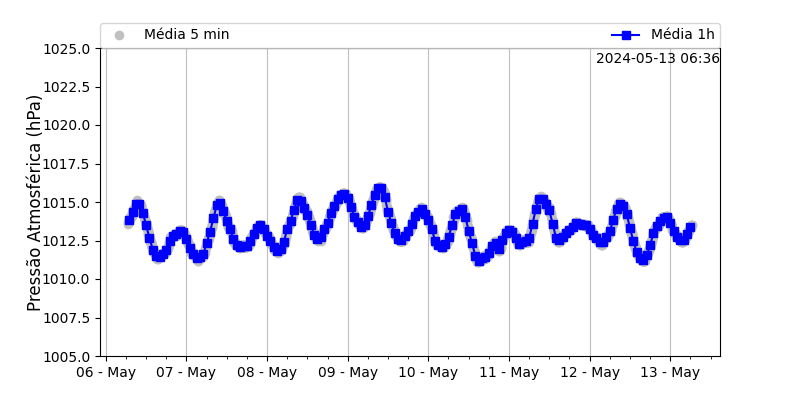 Média 5 min
Média 1h
2024-05-13 06:36
Pressão Atmosférica (hPa)
1025.0
1022.5
1020.0
1017.5
1015.0
1012.5
1010.0
1007.5
1005.0
06 - May
07 - May
08 - May
09 - May
10 - May
11 - May
12 - May
13 - May